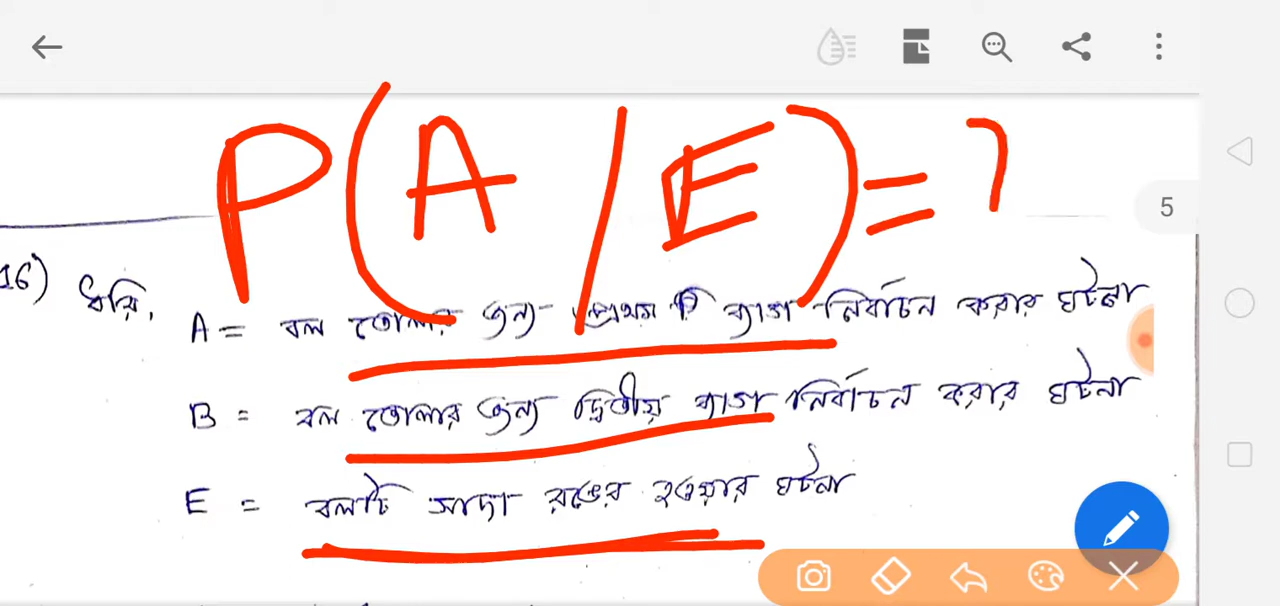 P(A/E)=?
5
16) ধরি,
A = বল তোলার জন্য প্রথম টি ব্যাগ নির্বাচন করার ঘটনা
B = বল তোলার জন্য দ্বিতীয় ব্যাগ নির্বাচন করার ঘটনা
E = বলটি সাদা রঙের হওয়ার ঘটনা